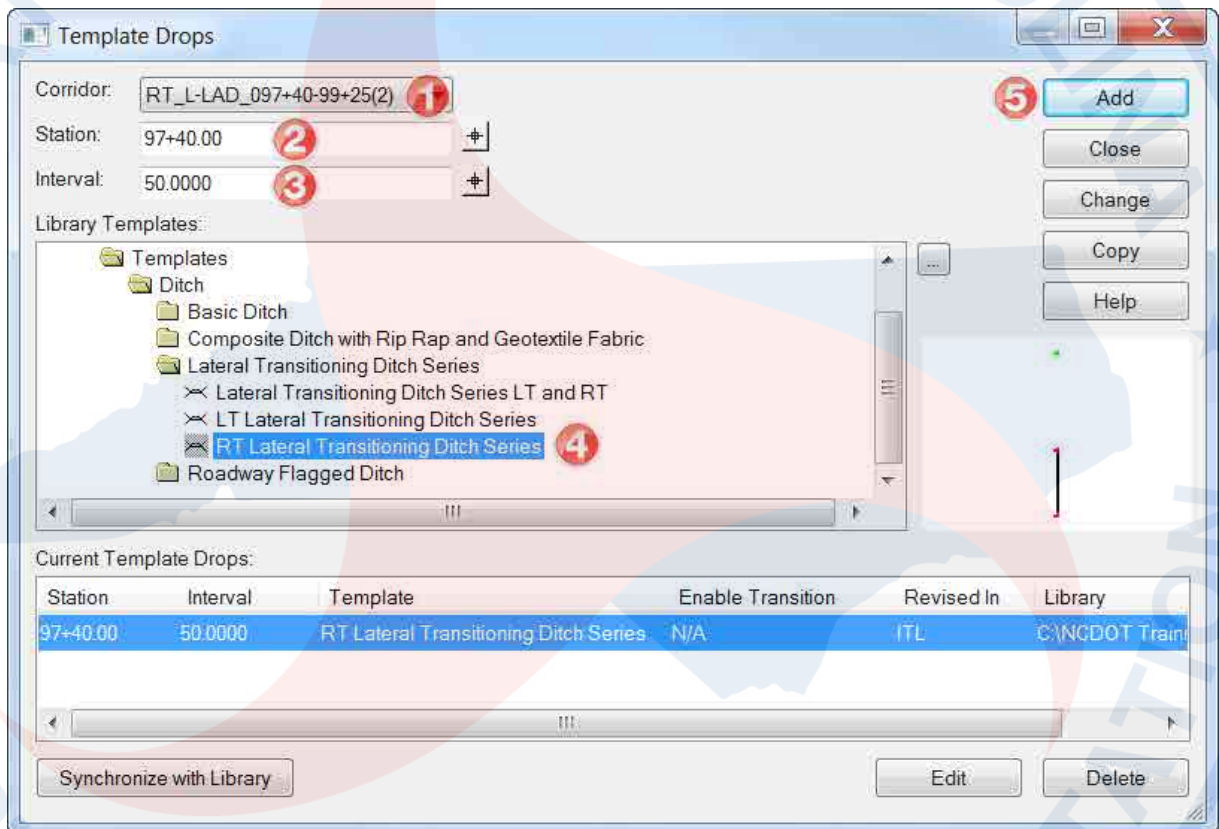 Template Drops
Corridor: RT_L-LAD_097+40-99+25(2) 1
5 Add
Station: 97+40.00 2
Close
Interval: 50.0000 3
Change
Library Templates:
Copy
Templates
...
Ditch
Help
Basic Ditch
Composite Ditch with Rip Rap and Geotextile Fabric
Lateral Transitioning Ditch Series
Lateral Transitioning Ditch Series LT and RT
LT Lateral Transitioning Ditch Series
RT Lateral Transitioning Ditch Series 4
Roadway Flagged Ditch
Current Template Drops:
Station Interval Template Enable Transition Revised In Library
97+40.00 50.0000 RT Lateral Transitioning Ditch Series N/A ITL C:\NCDOT Train
Synchronize with Library Edit Delete